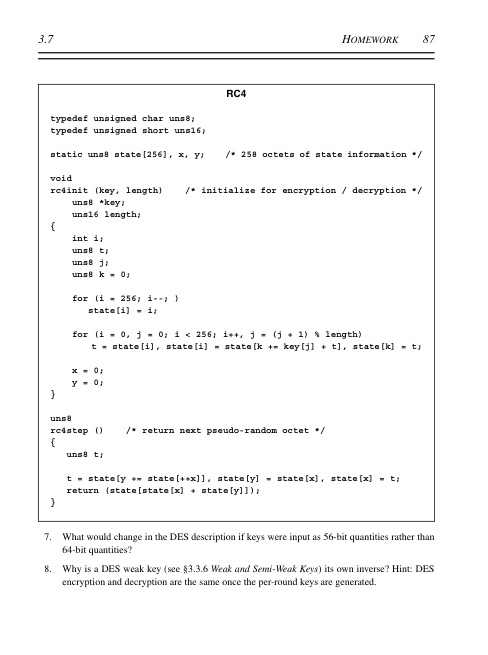 3.7 HOMEWORK 87
RC4
typedef unsigned char uns8;
typedef unsigned short uns16;
static uns8 state[256], x, y; /* 258 octets of state information */
void
rc4init (key, length) /* initialize for encryption / decryption */
uns8 *key;
uns16 length;
{
int i;
uns8 t;
uns8 j;
uns8 k = 0;
for (i = 256; i--; )
state[i] = i;
for (i = 0, j = 0; i < 256; i++, j = (j + 1) % length)
t = state[i], state[i] = state[k += key[j] + t], state[k] = t;
x = 0;
y = 0;
}
uns8
rc4step () /* return next pseudo-random octet */
{
uns8 t;
t = state[y += state[++x]], state[y] = state[x], state[x] = t;
return (state[state[x] + state[y]]);
}
7. What would change in the DES description if keys were input as 56-bit quantities rather than
64-bit quantities?
8. Why is a DES weak key (see §3.3.6 Weak and Semi-Weak Keys) its own inverse? Hint: DES
encryption and decryption are the same once the per-round keys are generated.